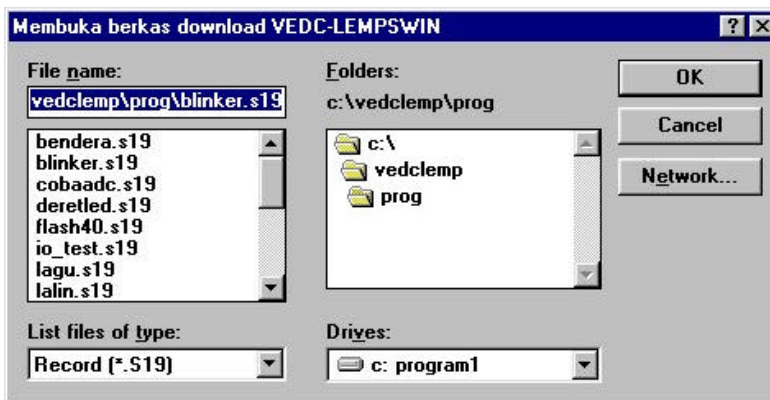 Membuka berkas download VEDC-LEMPSWIN
File name:
vedclemp\prog\blinker.s19
bendera.s19
blinker.s19
cobaadc.s19
deretled.s19
flash40.s19
io_test.s19
lagu.s19
lalin.s19
List files of type:
Record (*.S19)
Folders:
c:\vedclemp\prog
c:\
vedclemp
prog
Drives:
c: program1
OK
Cancel
Network...